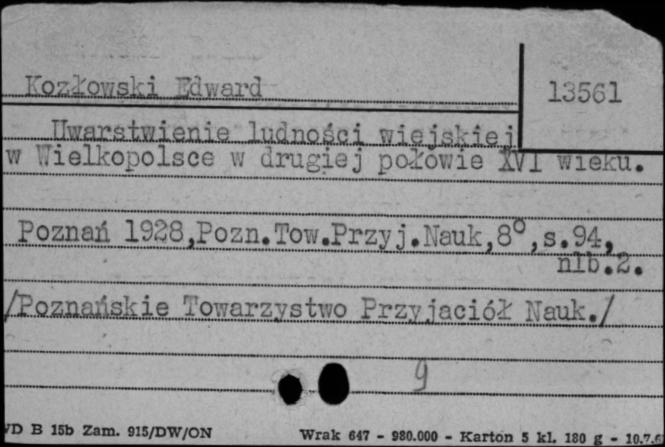 Kozłowski Edward
13561
Uwarstwienie ludności wiejskiej
w Wielkopolsce w drugiej połowie XVI wieku.
Poznań 1928,Pozn.Tow.Przyj.Nauk,8°,s.94,
nlb.2.
/Poznańskie Towarzystwo Przyjaciół Nauk./
9
D B 15b Zam. 915/DW/ON
Wrak 647 - 980.000 - Karton 5 kl. 180 g - 10.7.